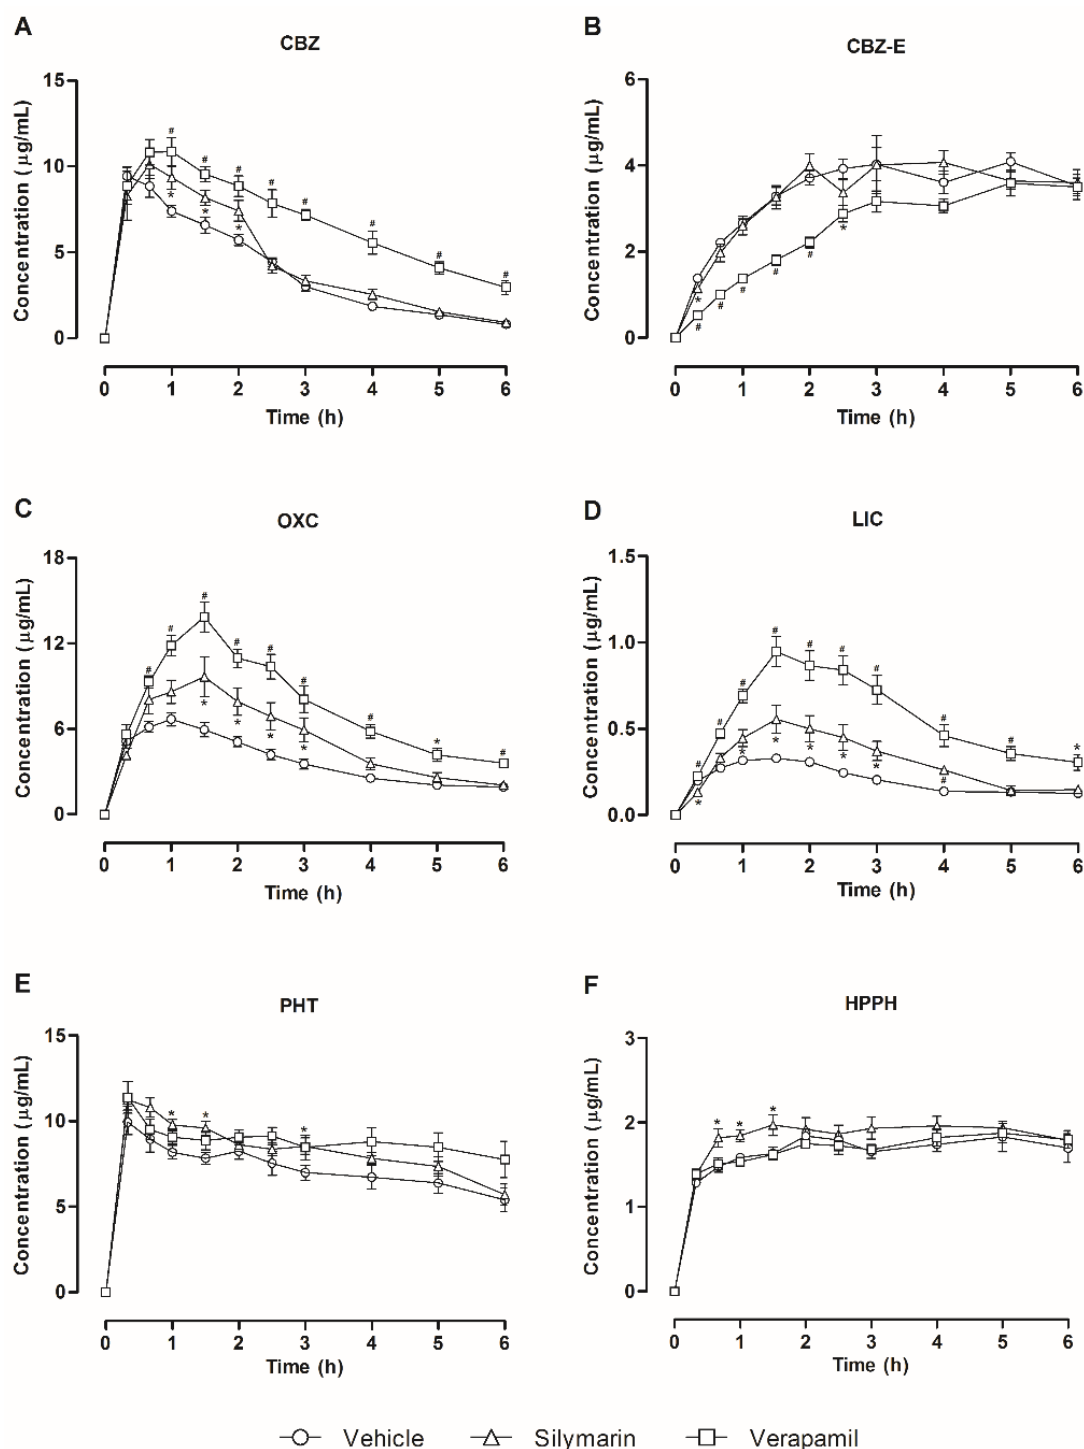 A
CBZ
Concentration (µg/mL)
15
10
5
0
# # # # # # # # #
* * *
0 1 2 3 4 5 6
Time (h)
B
CBZ-E
Concentration (µg/mL)
6
4
2
0
* *
# # # # #
0 1 2 3 4 5 6
Time (h)
C
OXC
Concentration (µg/mL)
18
12
6
0
# # # # # # # * #
* * * *
0 1 2 3 4 5 6
Time (h)
D
LIC
Concentration (µg/mL)
1.5
1.0
0.5
0.0
# # # # # # # # # *
* * * * * * #
0 1 2 3 4 5 6
Time (h)
E
PHT
Concentration (µg/mL)
15
10
5
0
* * *
0 1 2 3 4 5 6
Time (h)
F
HPPH
Concentration (µg/mL)
3
2
1
0
* * *
0 1 2 3 4 5 6
Time (h)
Vehicle Silymarin Verapamil